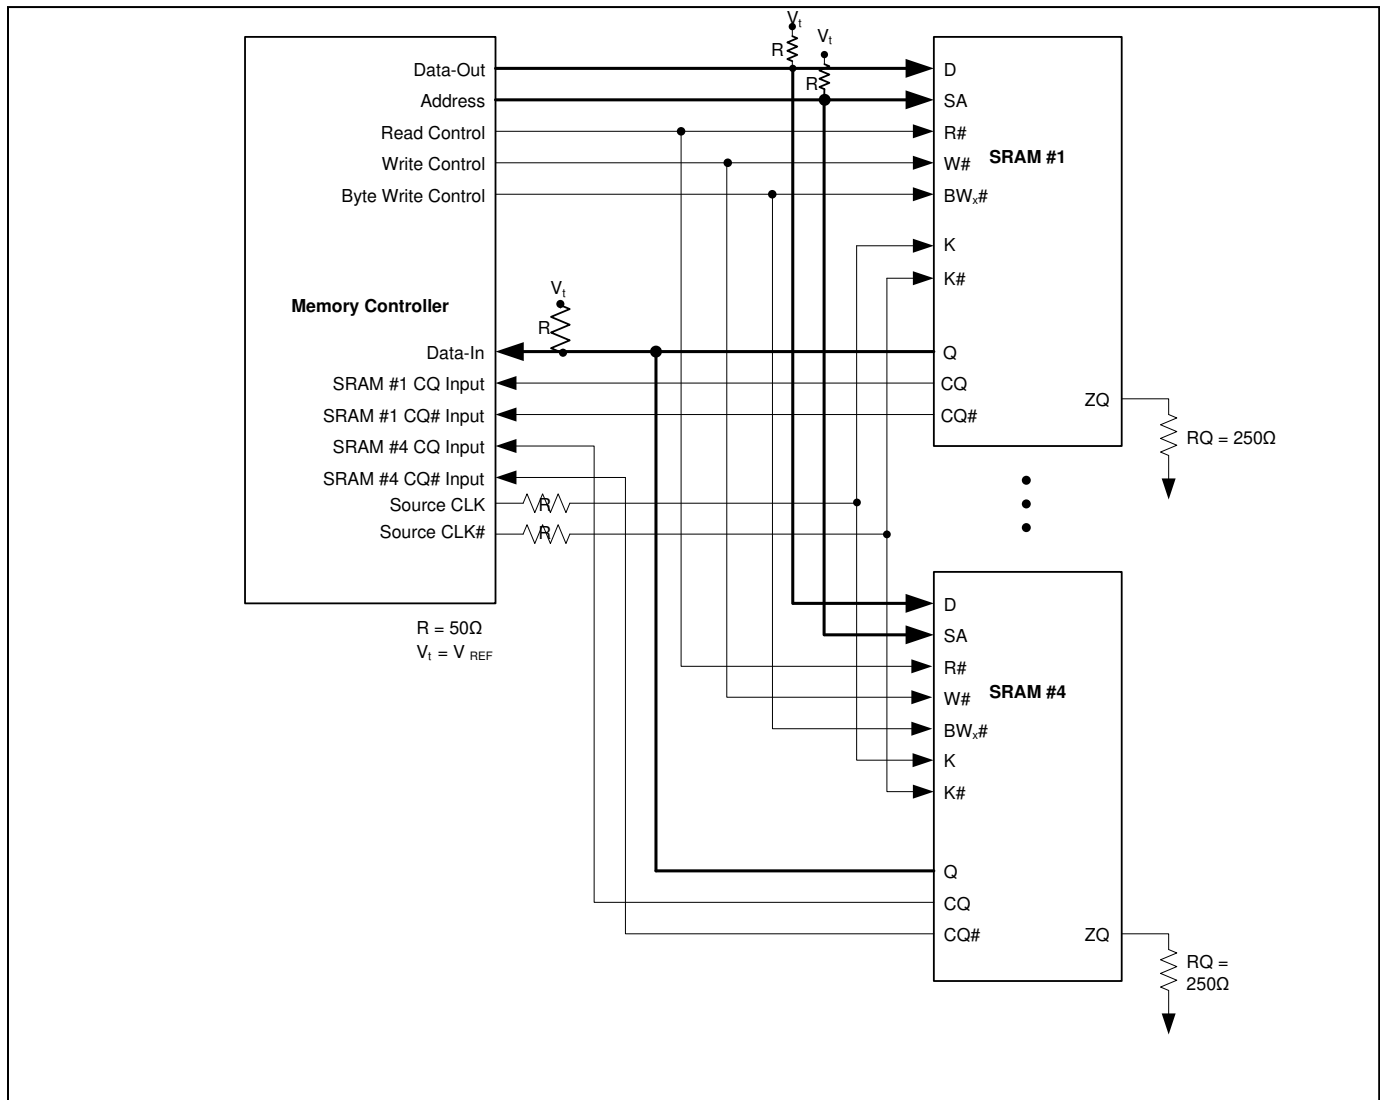 Vt
Vt
R
R
Data-Out
Address
Read Control
Write Control
Byte Write Control
Memory Controller
Vt
R
Data-In
SRAM #1 CQ Input
SRAM #1 CQ# Input
SRAM #4 CQ Input
SRAM #4 CQ# Input
Source CLK
R
Source CLK#
R
R = 50Ω
Vt = V REF
D
SA
R#
SRAM #1
W#
BWx#
K
K#
Q
CQ
CQ#
ZQ
RQ = 250Ω
D
SA
R#
SRAM #4
W#
BWx#
K
K#
Q
CQ
CQ#
ZQ
RQ =
250Ω